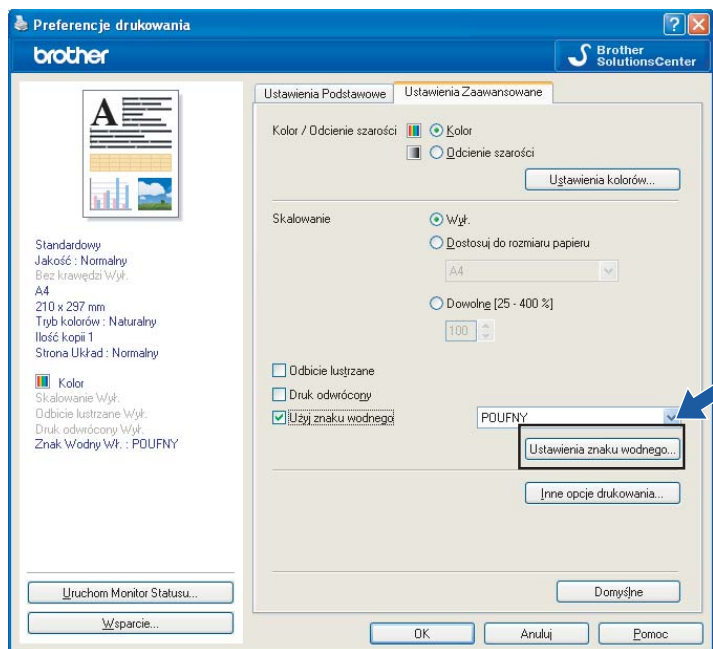 Preferencje drukowania
brother
Brother
SolutionsCenter
Ustawienia Podstawowe
Ustawienia Zaawansowane
A
Standardowy
Jakość : Normalny
Bez krawędzi Wył.
A4
210 x 297 mm
Tryb kolorów : Naturalny
Ilość kopii 1
Strona Układ : Normalny
Kolor
Skalowanie Wył.
Odbicie lustrzane Wył.
Druk odwrócony Wył.
Znak Wodny Wł. : POUFNY
Uruchom Monitor Statusu...
Wsparcie...
Kolor / Odcienie szarości
Kolor
Odcienie szarości
Ustawienia kolorów...
Skalowanie
Wył.
Dostosuj do rozmiaru papieru
A4
Dowolne [25 - 400 %]
100
Odbicie lustrzane
Druk odwrócony
Użyj znaku wodnego
POUFNY
Ustawienia znaku wodnego...
Inne opcje drukowania...
Domyślne
OK
Anuluj
Pomoc